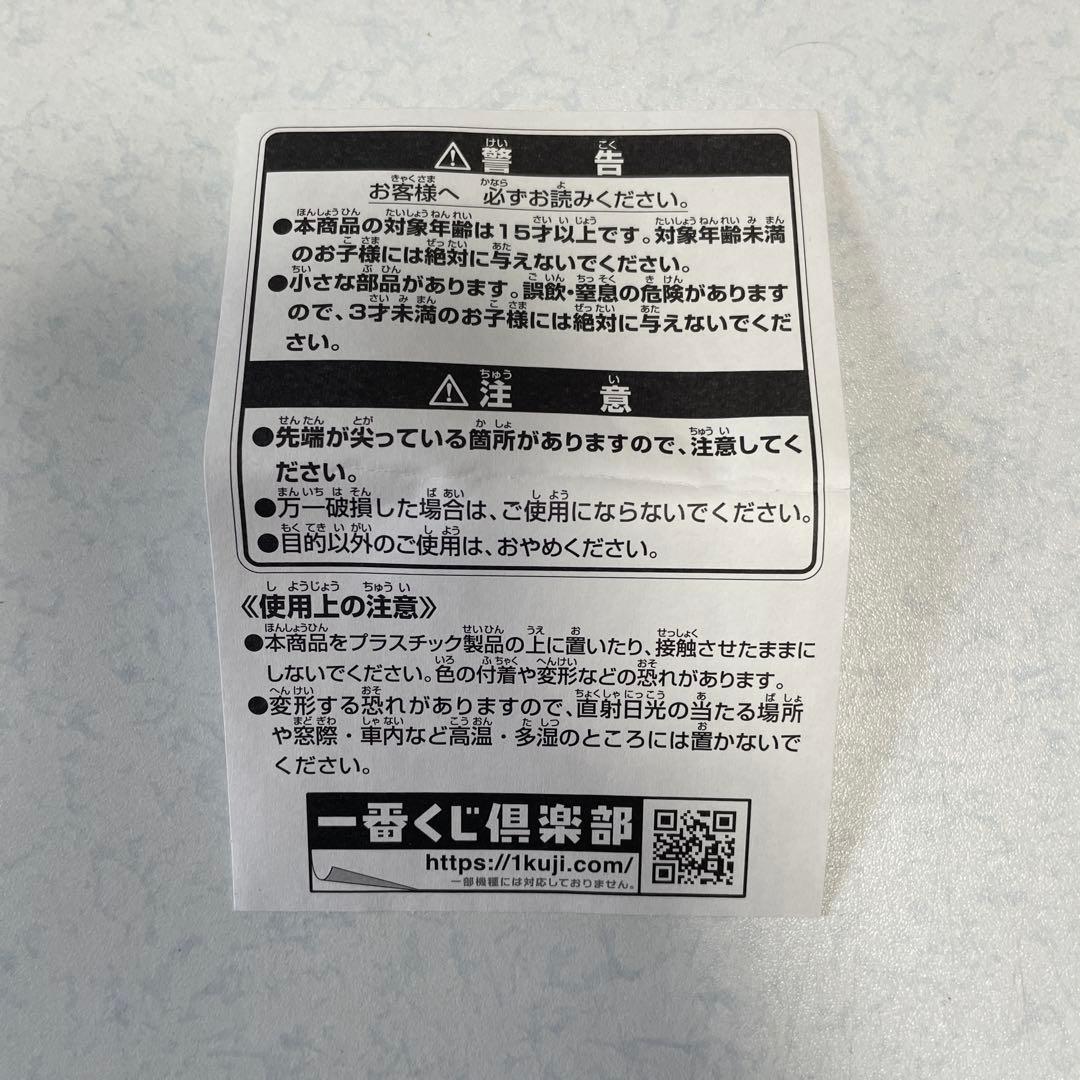 ⚠警告
お客様へ 必ずお読みください。
●本商品の対象年齢は15才以上です。対象年齢未満
のお子様には絶対に与えないでください。
●小さな部品があります。誤飲・窒息の危険があります
ので、3才未満のお子様には絶対に与えないでくだ
さい。
⚠注意
●先端が尖っている箇所がありますので、注意してく
ださい。
●万一破損した場合は、ご使用にならないでください。
●目的以外のご使用は、おやめください。
《使用上の注意》
●本商品をプラスチック製品の上に置いたり、接触させたままに
しないでください。色の付着や変形などの恐れがあります。
●変形する恐れがありますので、直射日光の当たる場所
や窓際・車内など高温・多湿のところには置かないで
ください。
一番くじ倶楽部
https://1kuji.com/
一部機種には対応しておりません。